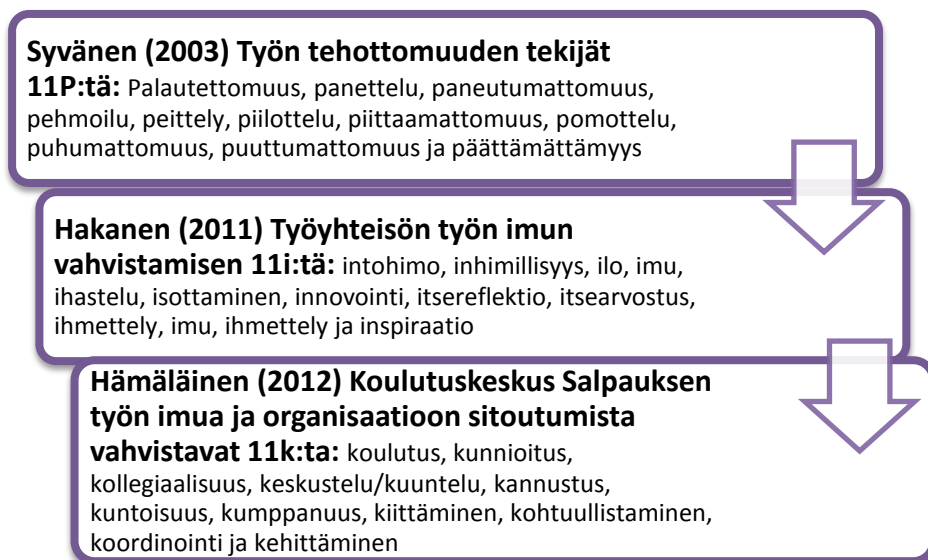 Syvänen (2003) Työn tehottomuuden tekijät
11P:tä: Palautettomuus, panettelu, paneutumattomuus,
pehmoilu, peittely, piilottelu, piittaamattomuus, pomottelu,
puhumattomuus, puuttumattomuus ja päättämättämyys
Hakanen (2011) Työyhteisön työn imun
vahvistamisen 11i:tä: intohimo, inhimillisyys, ilo, imu,
ihastelu, isottaminen, innovointi, itsereflektio, itsearvostus,
ihmettely, imu, ihmettely ja inspiraatio
Hämäläinen (2012) Koulutuskeskus Salpauksen
työn imua ja organisaatioon sitoutumista
vahvistavat 11k:ta: koulutus, kunnioitus,
kollegiaalisuus, keskustelu/kuuntelu, kannustus,
kuntoisuus, kumppanuus, kiittäminen, kohtuullistaminen,
koordinointi ja kehittäminen